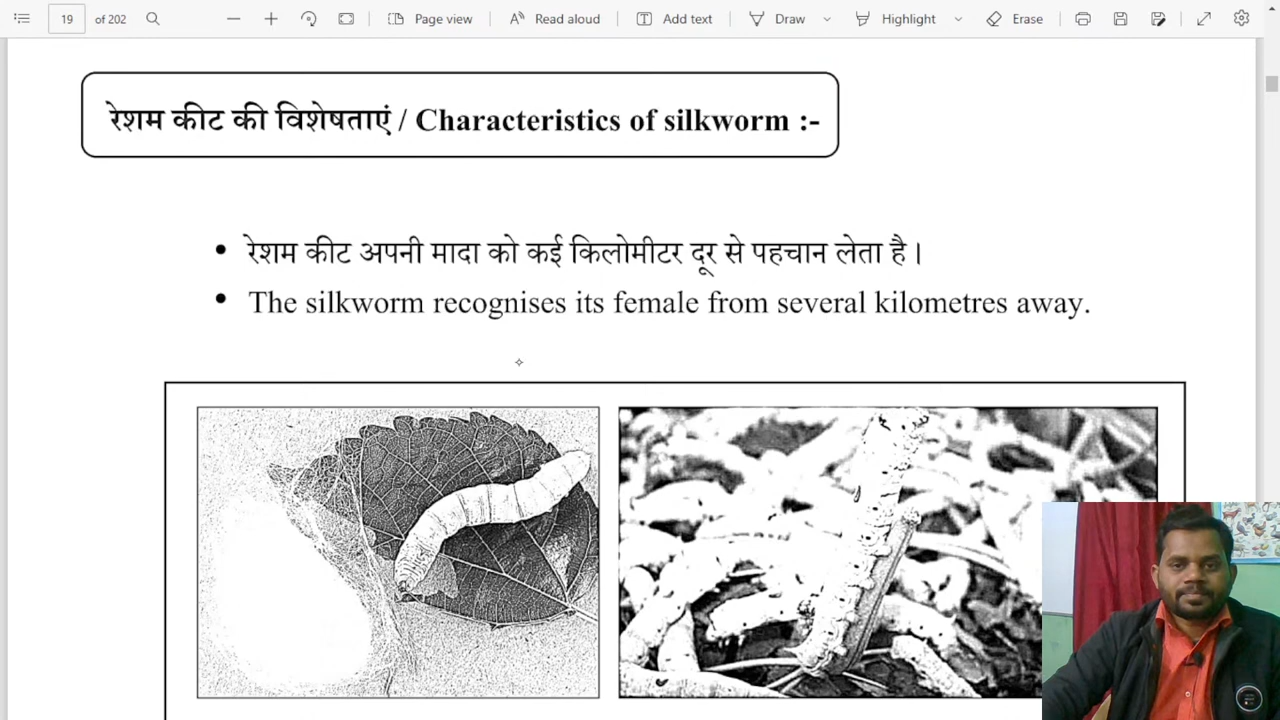 19 of 202 Page view Read aloud Add text Draw Highlight Erase
रेशम कीट की विशेषताएं / Characteristics of silkworm :-
• रेशम कीट अपनी मादा को कई किलोमीटर दूर से पहचान लेता है।
• The silkworm recognises its female from several kilometres away.